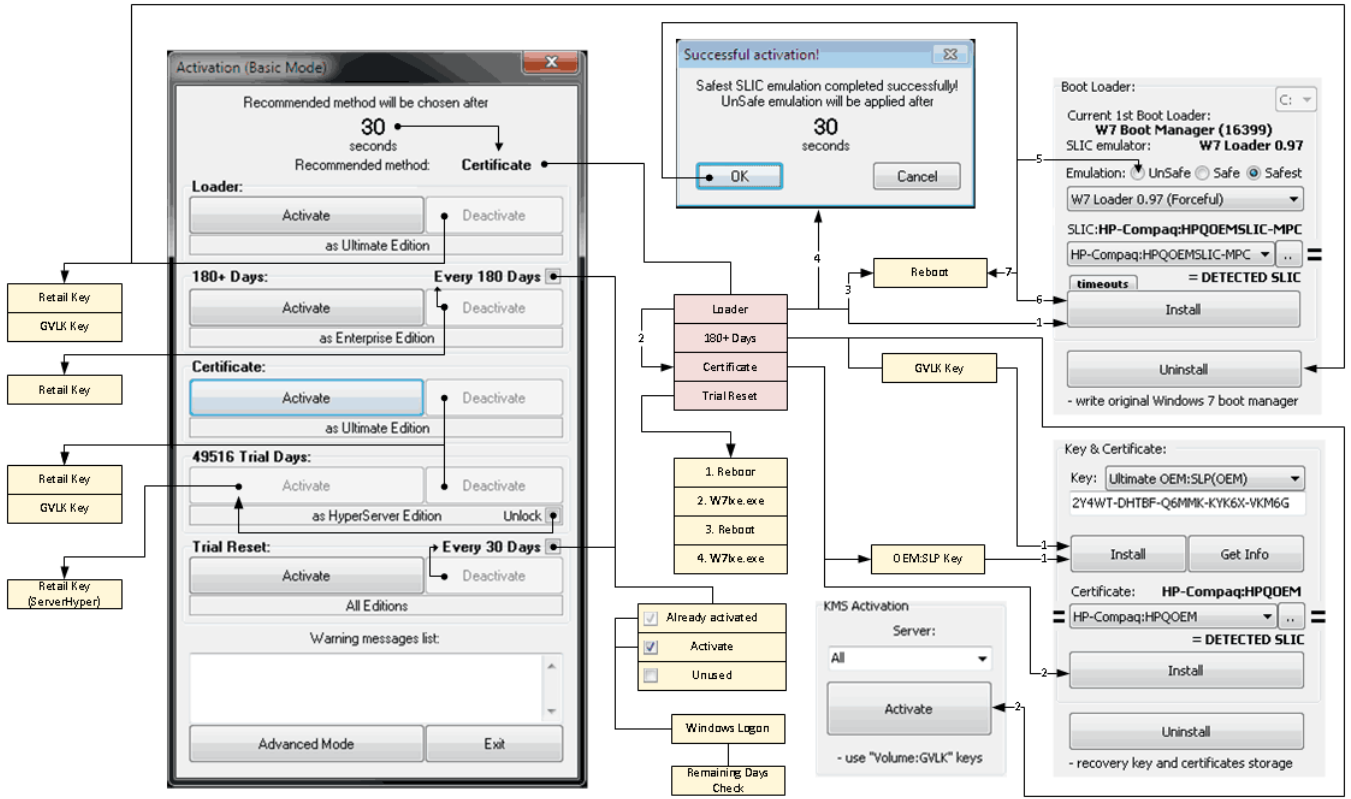 Activation (Basic Mode)
Recommended method will be chosen after
30
seconds
Recommended method: Certificate
Loader:
Activate
Deactivate
as Ultimate Edition
180+ Days:
Every 180 Days
Activate
Deactivate
as Enterprise Edition
Certificate:
Activate
Deactivate
as Ultimate Edition
49516 Trial Days:
Activate
Deactivate
as HyperServer Edition
Unlock
Trial Reset:
Every 30 Days
Activate
Deactivate
All Editions
Warning messages list:
Advanced Mode
Exit
Retail Key
GVLK Key
Retail Key
Retail Key
GVLK Key
Retail Key
(ServerHyper)
Successful activation!
Safest SLIC emulation completed successfully!
UnSafe emulation will be applied after
30
seconds
OK
Cancel
4
3
Reboot
7
2
Loader
180+ Days
Certificate
Trial Reset
GVLK Key
1. Reboot
2. W7lxe.exe
3. Reboot
4. W7lxe.exe
OEM:SLP Key
Already activated
Activate
Unused
Windows Logon
Remaining Days
Check
KMS Activation
Server:
All
Activate
2
- use "Volume:GVLK" keys
Boot Loader:
C:
Current 1st Boot Loader:
W7 Boot Manager (16399)
SLIC emulator: W7 Loader 0.97
5
Emulation: UnSafe Safe Safest
W7 Loader 0.97 (Forceful)
SLIC:HP-Compaq:HPQOEMSLIC-MPC
HP-Compaq:HPQOEMSLIC-MPC
..
=
= DETECTED SLIC
timeouts
6
Install
1
Uninstall
- write original Windows 7 boot manager
Key & Certificate:
Key: Ultimate OEM:SLP(OEM)
2Y4WT-DHTBF-Q6MMK-KYK6X-VKM6G
1
1
Install
Get Info
Certificate: HP-Compaq:HPQOEM
=
HP-Compaq:HPQOEM
..
=
= DETECTED SLIC
2
Install
Uninstall
- recovery key and certificates storage